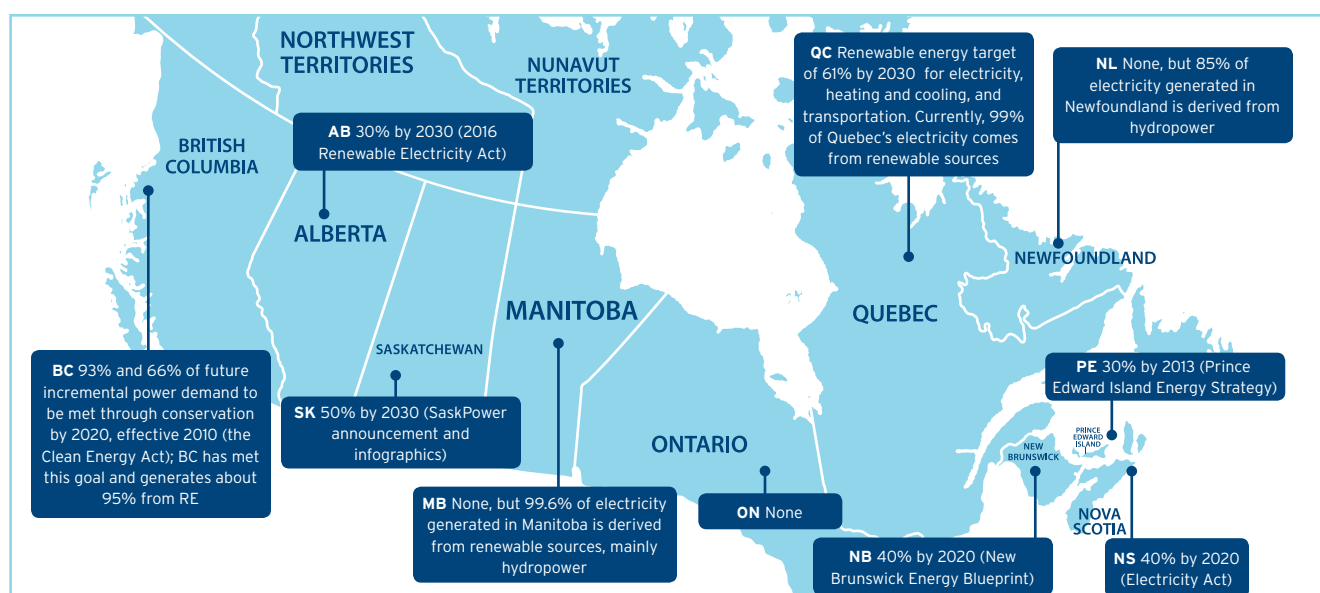 NORTHWEST
TERRITORIES
NUNAVUT
TERRITORIES
QC Renewable energy target
of 61% by 2030 for electricity,
heating and cooling, and
transportation. Currently, 99%
of Quebec's electricity comes
from renewable sources
NL None, but 85% of
electricity generated in
Newfoundland is derived from
hydropower
AB 30% by 2030 (2016
Renewable Electricity Act)
BRITISH
COLUMBIA
ALBERTA
NEWFOUNDLAND
MANITOBA
QUEBEC
SASKATCHEWAN
BC 93% and 66% of future
incremental power demand to
be met through conservation
by 2020, effective 2010 (the
Clean Energy Act); BC has met
this goal and generates about
95% from RE
PE 30% by 2013 (Prince
Edward Island Energy Strategy)
SK 50% by 2030 (SaskPower
announcement and
infographics)
ONTARIO
PRINCE
EDWARD
ISLAND
NEW
BRUNSWICK
MB None, but 99.6% of electricity
generated in Manitoba is derived
from renewable sources, mainly
hydropower
ON None
NOVA
SCOTIA
NB 40% by 2020 (New
Brunswick Energy Blueprint)
NS 40% by 2020
(Electricity Act)